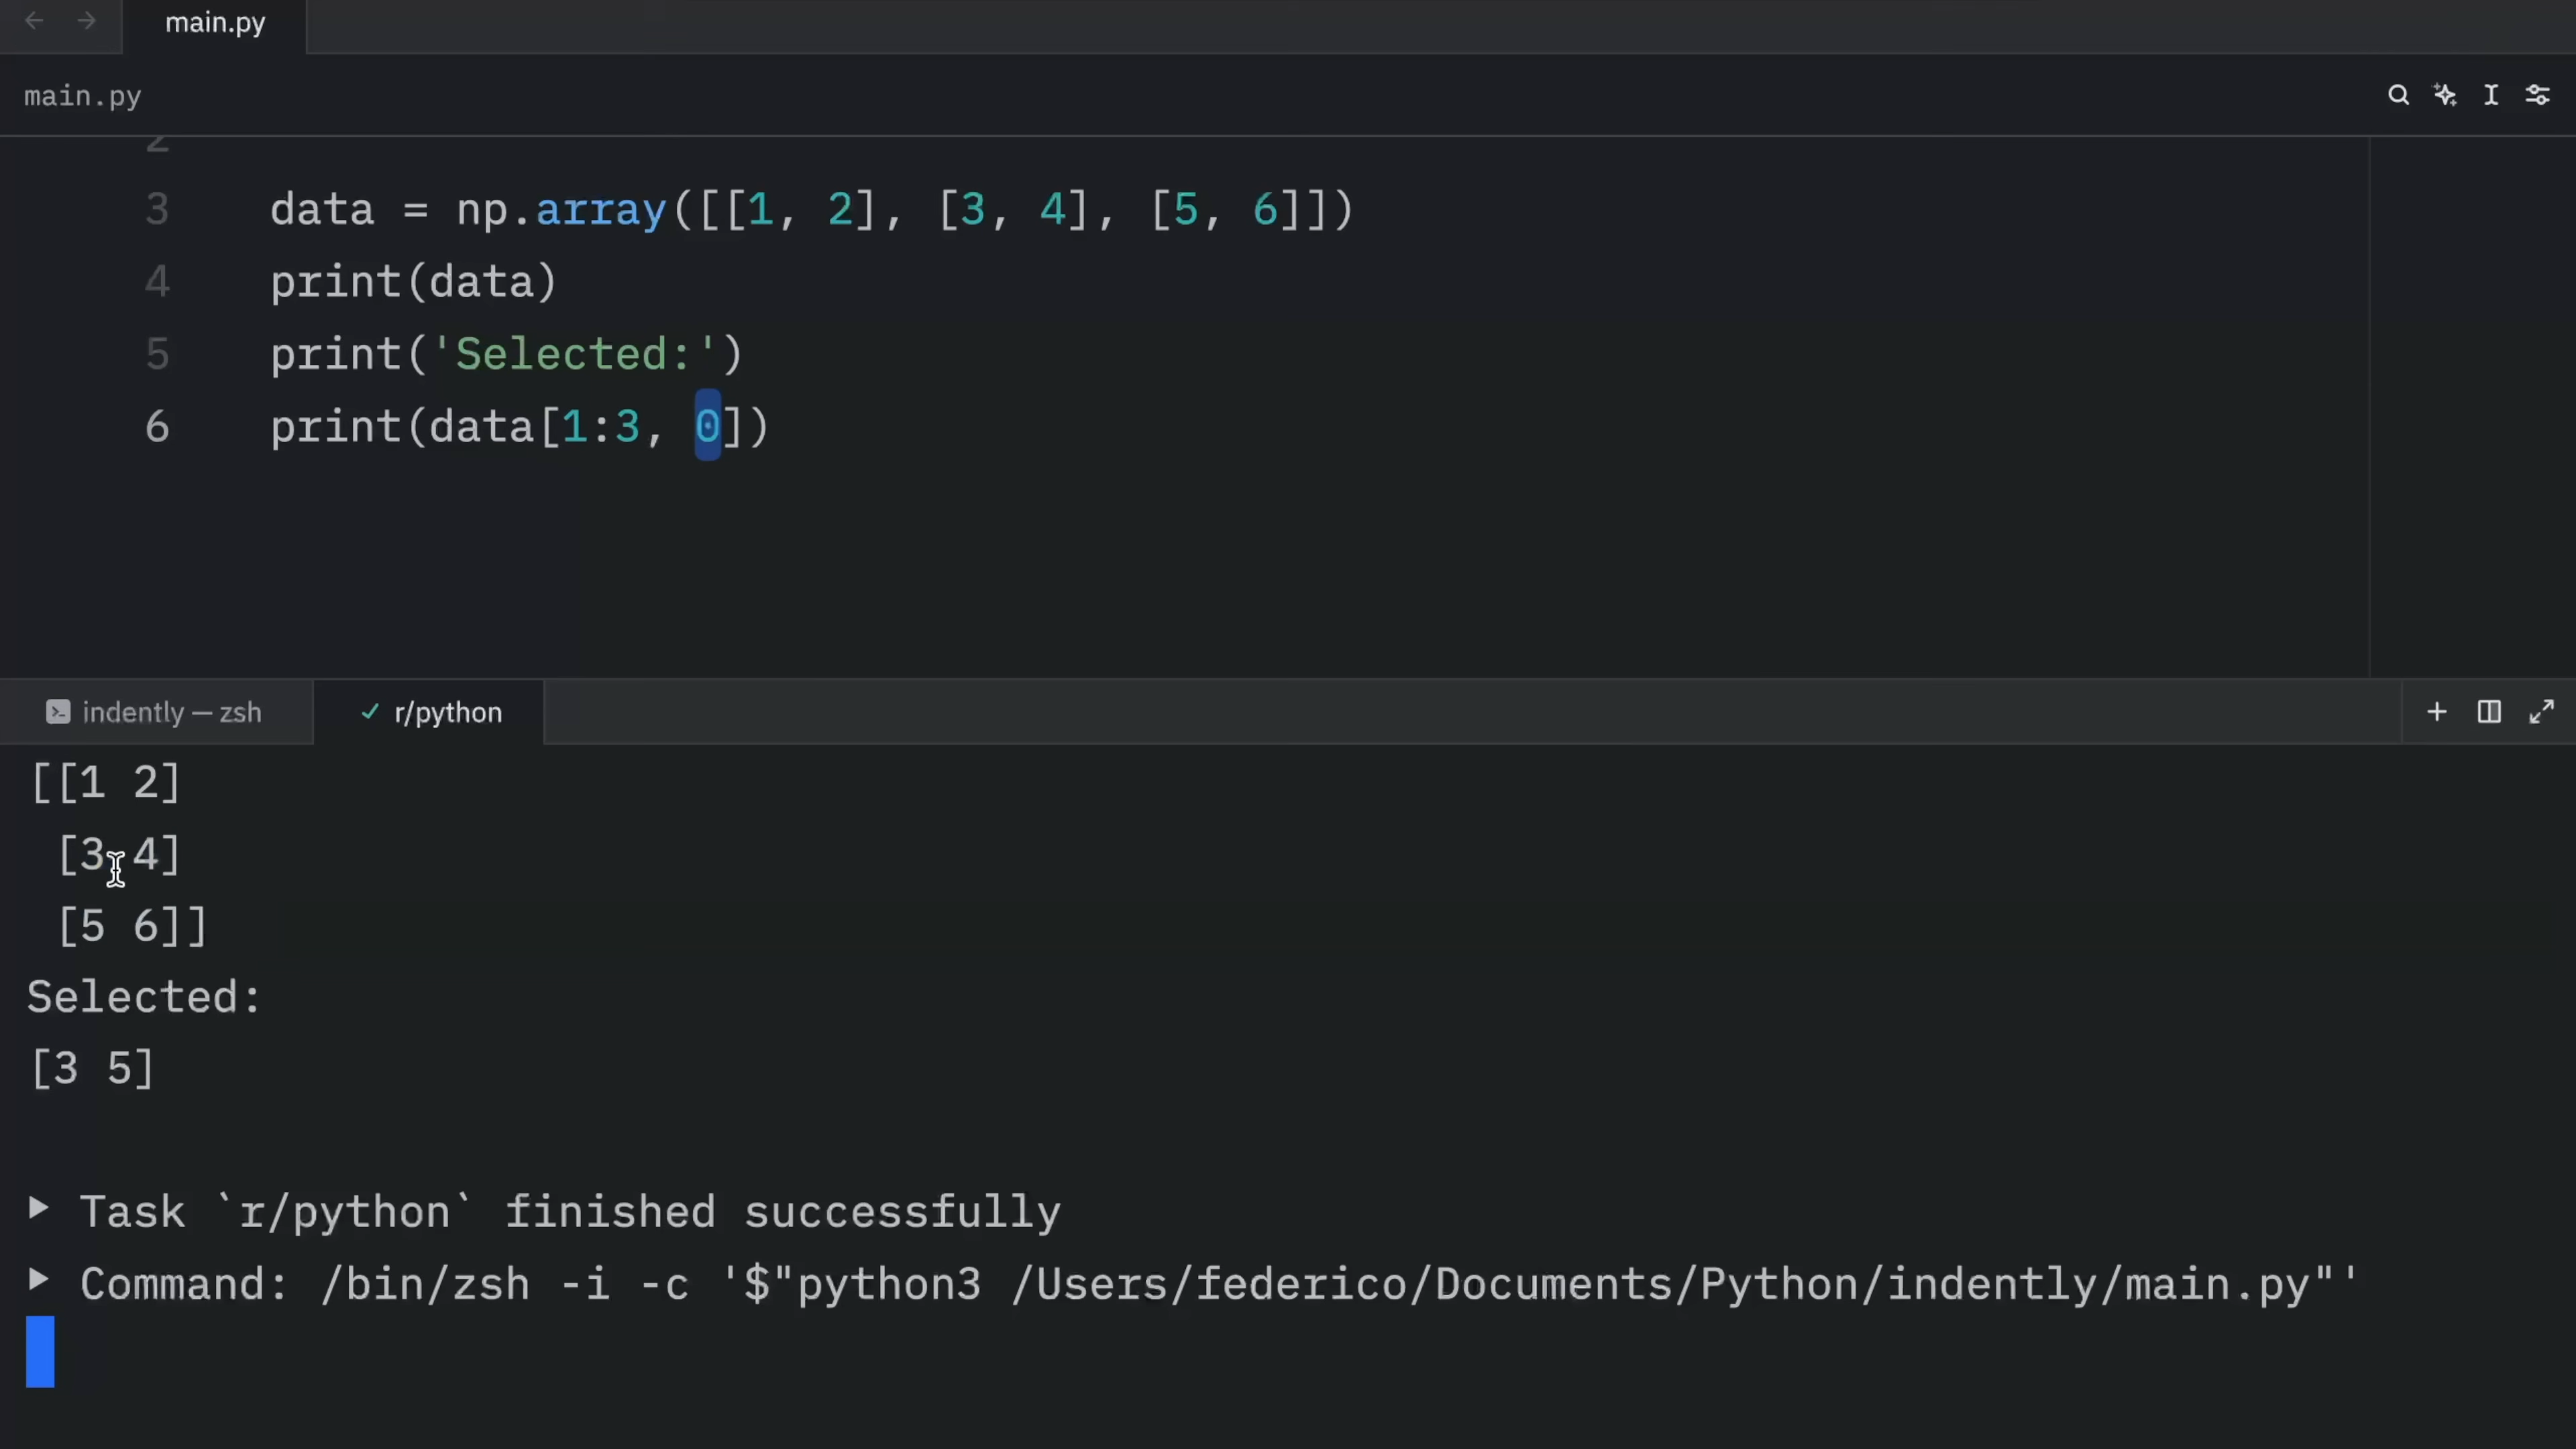 main.py
main.py
2
3 data = np.array([[1, 2], [3, 4], [5, 6]])
4 print(data)
5 print('Selected:')
6 print(data[1:3, 0])
indently — zsh
r/python
[[1 2]
[3 4]
[5 6]]
Selected:
[3 5]
Task `r/python` finished successfully
Command: /bin/zsh -i -c '$"python3 /Users/federico/Documents/Python/indently/main.py"'